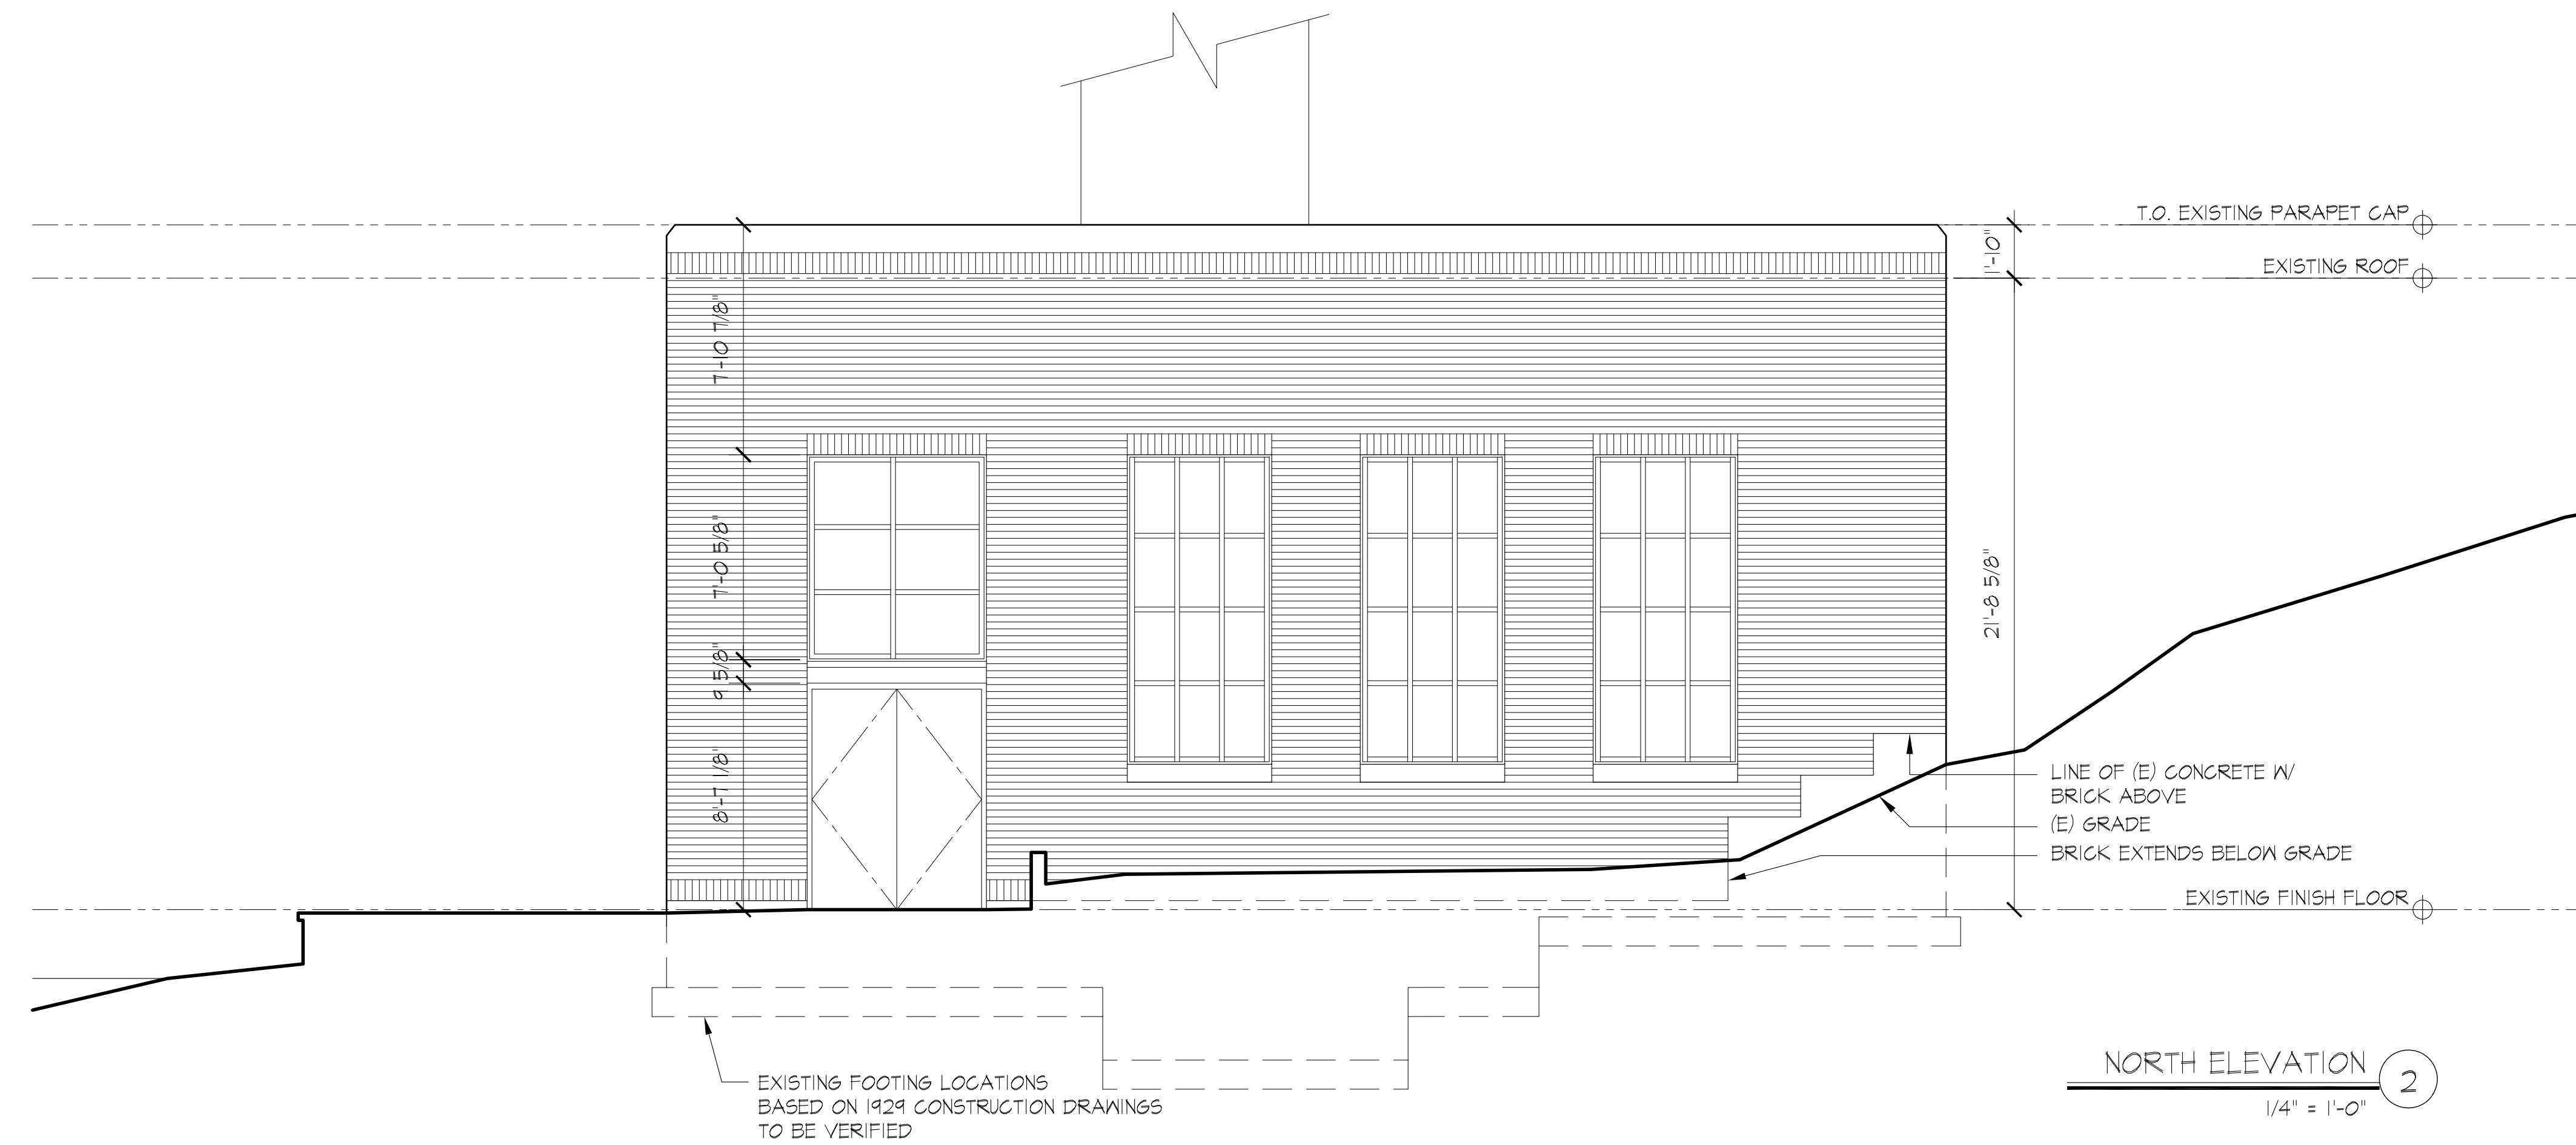 T.O. EXISTING PARAPET CAP
1'-10"
EXISTING ROOF
7'-10 7/8"
7'-0 5/8"
9 5/8"
8'-7 1/8"
21'-8 5/8"
LINE OF (E) CONCRETE W/
BRICK ABOVE
(E) GRADE
BRICK EXTENDS BELOW GRADE
EXISTING FINISH FLOOR
EXISTING FOOTING LOCATIONS
BASED ON 1929 CONSTRUCTION DRAWINGS
TO BE VERIFIED
NORTH ELEVATION 2
1/4" = 1'-0"